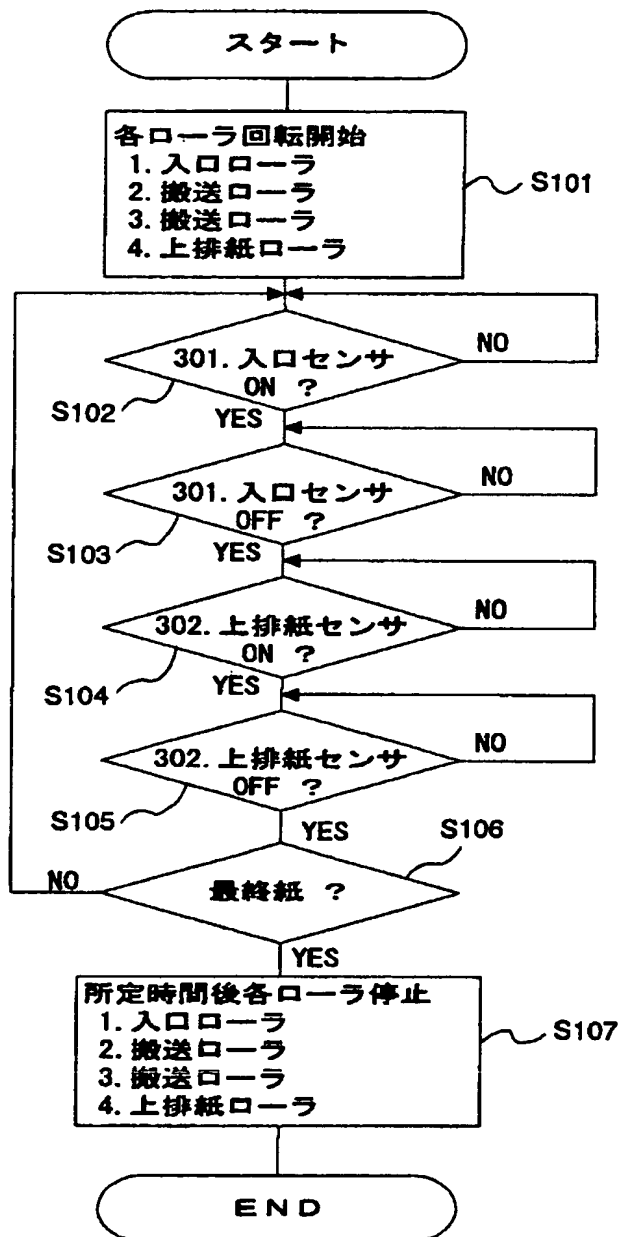 スタート
各ローラ回転開始
1. 入口ローラ
2. 搬送ローラ
3. 搬送ローラ
4. 上排紙ローラ
S101
301. 入口センサ
ON ?
NO
S102
YES
301. 入口センサ
OFF ?
NO
S103
YES
302. 上排紙センサ
ON ?
NO
S104
YES
302. 上排紙センサ
OFF ?
NO
S105
YES
S106
NO
最終紙 ?
YES
所定時間後各ローラ停止
1. 入口ローラ
2. 搬送ローラ
3. 搬送ローラ
4. 上排紙ローラ
S107
END